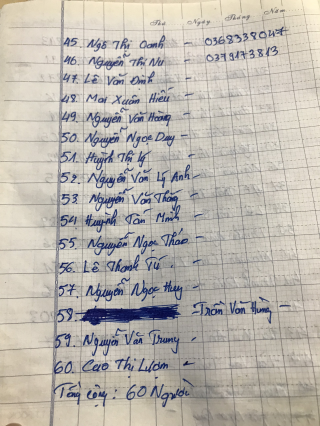 Thứ Ngày Tháng Năm
45. Ngô Thị Oanh - 0368338047
46. Nguyễn Thị Nu - 0379173813
47. Lê Văn Đình -
48. Mai Xuân Hiếu -
49. Nguyễn Văn Hoàng -
50. Nguyễn Ngọc Duy -
51. Huỳnh Thị Lý -
52. Nguyễn Văn Lý Anh -
53. Nguyễn Văn Thắng -
54. Huỳnh Tấn Minh -
55. Nguyễn Ngọc Thảo -
56. Lê Thanh Tú -
57. Nguyễn Ngọc Huy -
58. - Trần Văn Hùng -
59. Nguyễn Văn Trung -
60. Cao Thị Lượm -
Tổng cộng : 60 Người